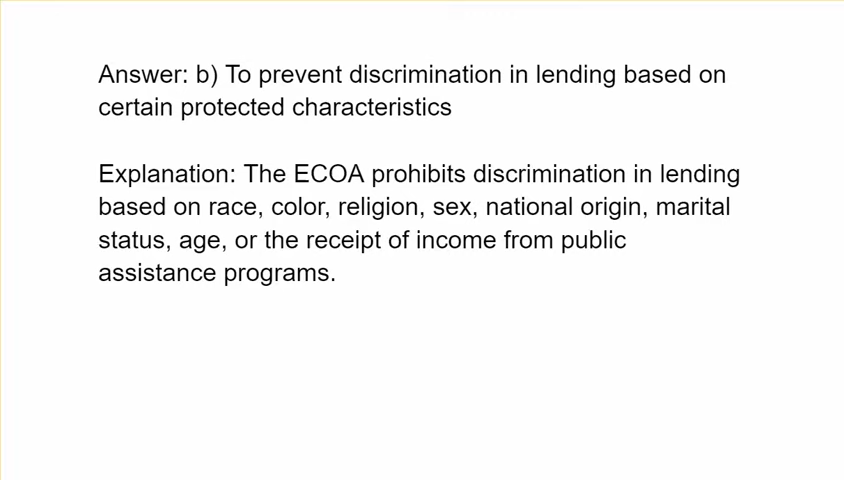 Answer: b) To prevent discrimination in lending based on
certain protected characteristics
Explanation: The ECOA prohibits discrimination in lending
based on race, color, religion, sex, national origin, marital
status, age, or the receipt of income from public
assistance programs.